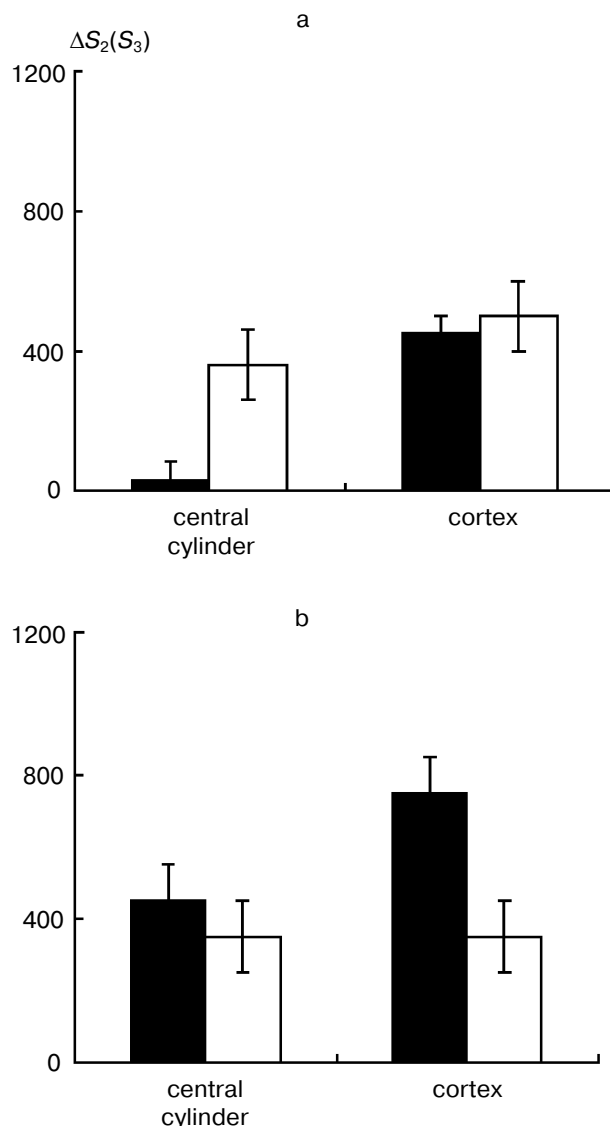 a
ΔS₂(S₃)
1200
800
400
0
central
cylinder
cortex
b
1200
800
400
0
central
cylinder
cortex